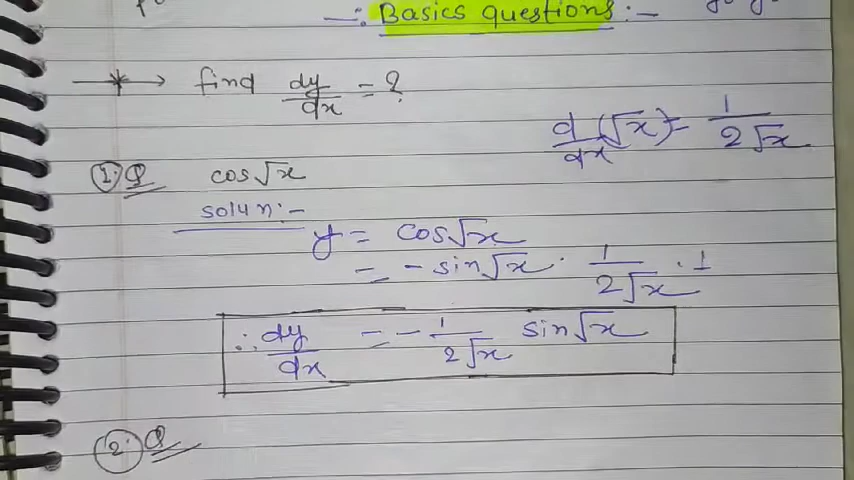 —: Basics questions :—
find dy/dx = ?
d/dx (√x) = 1/2√x
1. Q cos√x
solun:-
y = cos√x
= - sin√x · 1/2√x · 1
∴ dy/dx = - 1/2√x sin√x
2. Q